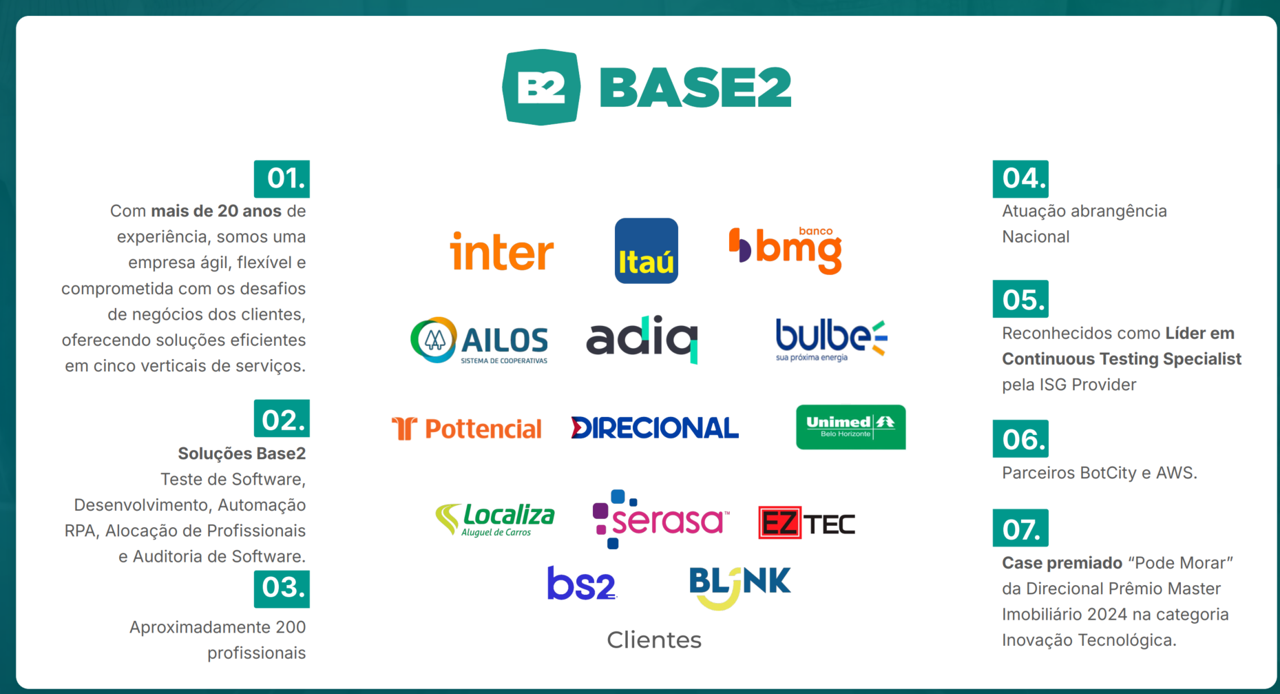 B2 BASE2
01.
Com mais de 20 anos de
experiência, somos uma
empresa ágil, flexível e
comprometida com os desafios
de negócios dos clientes,
oferecendo soluções eficientes
em cinco verticais de serviços.
02.
Soluções Base2
Teste de Software,
Desenvolvimento, Automação
RPA, Alocação de Profissionais
e Auditoria de Software.
03.
Aproximadamente 200
profissionais
inter
Itaú
banco
bmg
AILOS
SISTEMA DE COOPERATIVAS
adiq
bulbe
sua próxima energia
Pottencial
DIRECIONAL
Unimed
Belo Horizonte
Localiza
Aluguel de Carros
serasa™
EZTEC
bs2
BLINK
Clientes
04.
Atuação abrangência
Nacional
05.
Reconhecidos como Líder em
Continuous Testing Specialist
pela ISG Provider
06.
Parceiros BotCity e AWS.
07.
Case premiado “Pode Morar”
da Direcional Prêmio Master
Imobiliário 2024 na categoria
Inovação Tecnológica.